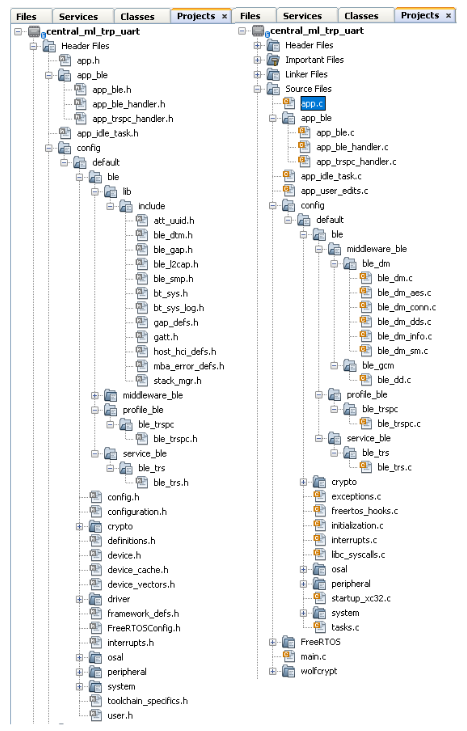 Files Services Classes Projects ×
central_ml_trp_uart
Header Files
app.h
app_ble
app_ble.h
app_ble_handler.h
app_trspc_handler.h
app_idle_task.h
config
default
ble
lib
include
att_uuid.h
ble_dtm.h
ble_gap.h
ble_l2cap.h
ble_smp.h
bt_sys.h
bt_sys_log.h
gap_defs.h
gatt.h
host_hci_defs.h
mba_error_defs.h
stack_mgr.h
middleware_ble
profile_ble
ble_trspc
ble_trspc.h
service_ble
ble_trs
ble_trs.h
config.h
configuration.h
crypto
definitions.h
device.h
device_cache.h
device_vectors.h
driver
framework_defs.h
FreeRTOSConfig.h
interrupts.h
osal
peripheral
system
toolchain_specifics.h
user.h
Files Services Classes Projects ×
central_ml_trp_uart
Header Files
Important Files
Linker Files
Source Files
app.c
app_ble
app_ble.c
app_ble_handler.c
app_trspc_handler.c
app_idle_task.c
app_user_edits.c
config
default
ble
middleware_ble
ble_dm
ble_dm.c
ble_dm_aes.c
ble_dm_conn.c
ble_dm_dds.c
ble_dm_info.c
ble_dm_sm.c
ble_gcm
ble_dd.c
profile_ble
ble_trspc
ble_trspc.c
service_ble
ble_trs
ble_trs.c
crypto
exceptions.c
freertos_hooks.c
initialization.c
interrupts.c
libc_syscalls.c
osal
peripheral
startup_xc32.c
system
tasks.c
FreeRTOS
main.c
wolfcrypt